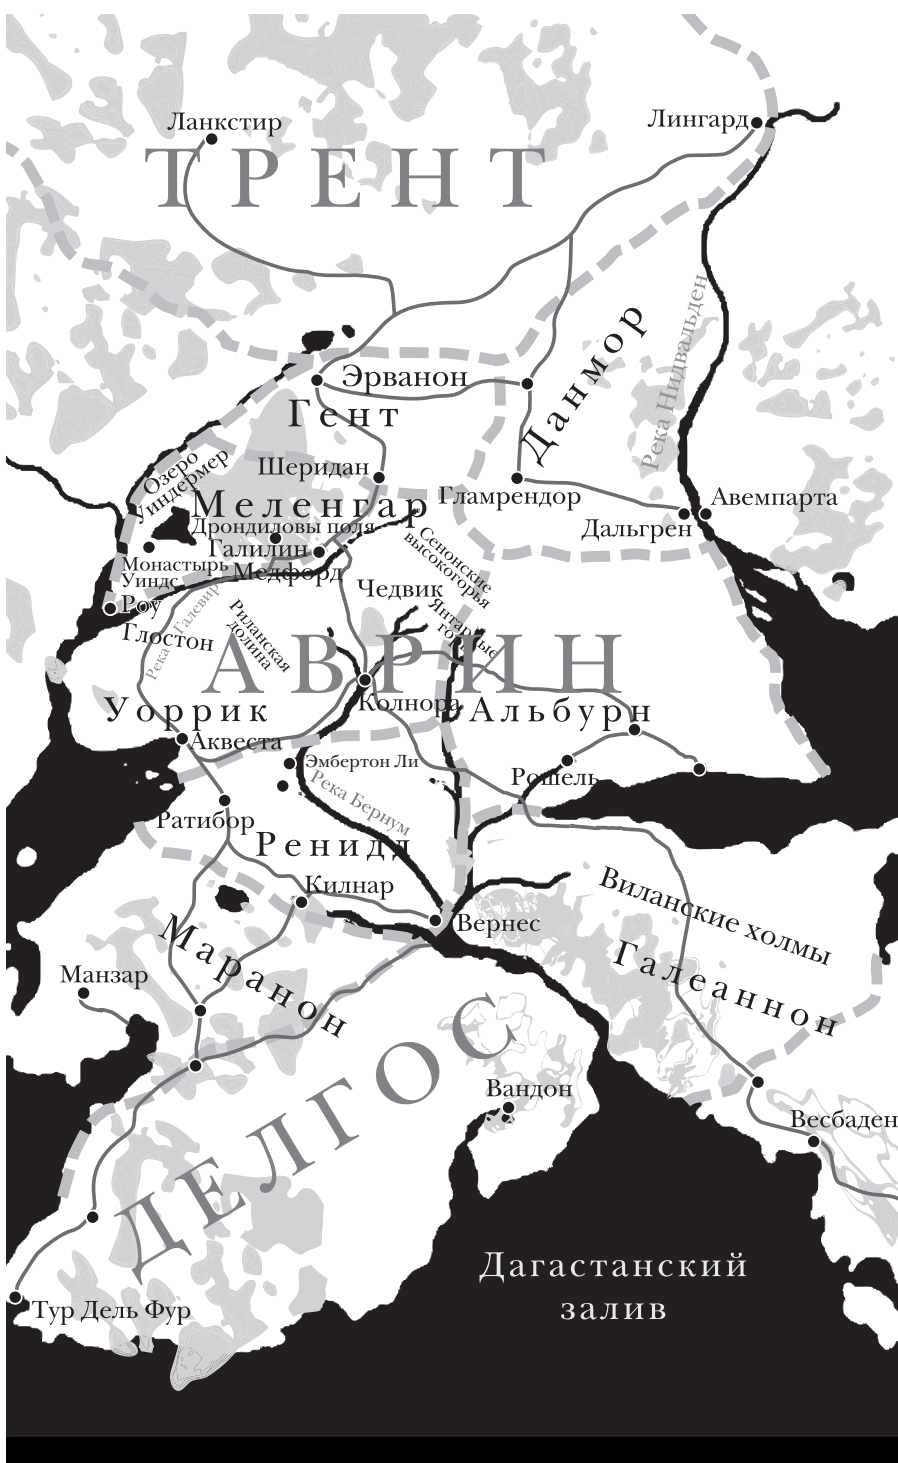 Ланкстир
Лингард
ТРЕНТ
Река Нидвальден
Данмор
Эрванон
Гент
Озеро
Уиндермер
Шеридан
Меленгар
Гламрендор
Авемпарта
Дрондиловы поля
Дальгрен
Галилин
Сенонские
высокогорья
Монастырь
Уиндс
Медфорд
Чедвик
Роу
Янтарные
горы
Глостон
Река Галевир
Риланская
долина
АВРИН
Уоррик
Колнора
Альбурн
Аквеста
Эмбертон Ли
Рошель
Река Бернум
Ратибор
Ренидд
Килнар
Виланские холмы
Вернес
Маранон
Галеаннон
Манзар
ДЕЛГОС
Вандон
Весбаден
Дагастанский
залив
Тур Дель Фур